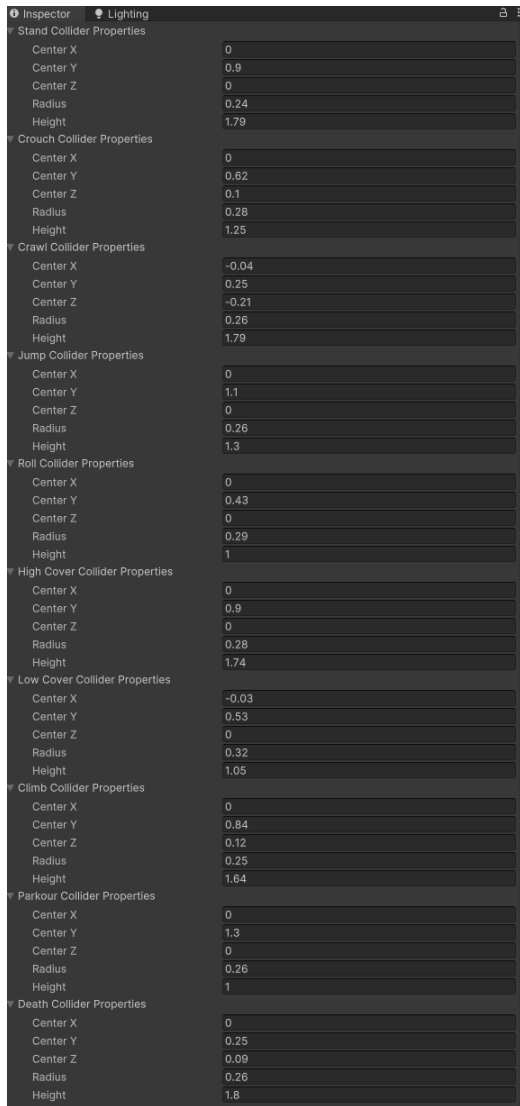 Inspector Lighting
Stand Collider Properties
Center X 0
Center Y 0.9
Center Z 0
Radius 0.24
Height 1.79
Crouch Collider Properties
Center X 0
Center Y 0.62
Center Z 0.1
Radius 0.28
Height 1.25
Crawl Collider Properties
Center X -0.04
Center Y 0.25
Center Z -0.21
Radius 0.26
Height 1.79
Jump Collider Properties
Center X 0
Center Y 1.1
Center Z 0
Radius 0.26
Height 1.3
Roll Collider Properties
Center X 0
Center Y 0.43
Center Z 0
Radius 0.29
Height 1
High Cover Collider Properties
Center X 0
Center Y 0.9
Center Z 0
Radius 0.28
Height 1.74
Low Cover Collider Properties
Center X -0.03
Center Y 0.53
Center Z 0
Radius 0.32
Height 1.05
Climb Collider Properties
Center X 0
Center Y 0.84
Center Z 0.12
Radius 0.25
Height 1.64
Parkour Collider Properties
Center X 0
Center Y 1.3
Center Z 0
Radius 0.26
Height 1
Death Collider Properties
Center X 0
Center Y 0.25
Center Z 0.09
Radius 0.26
Height 1.8